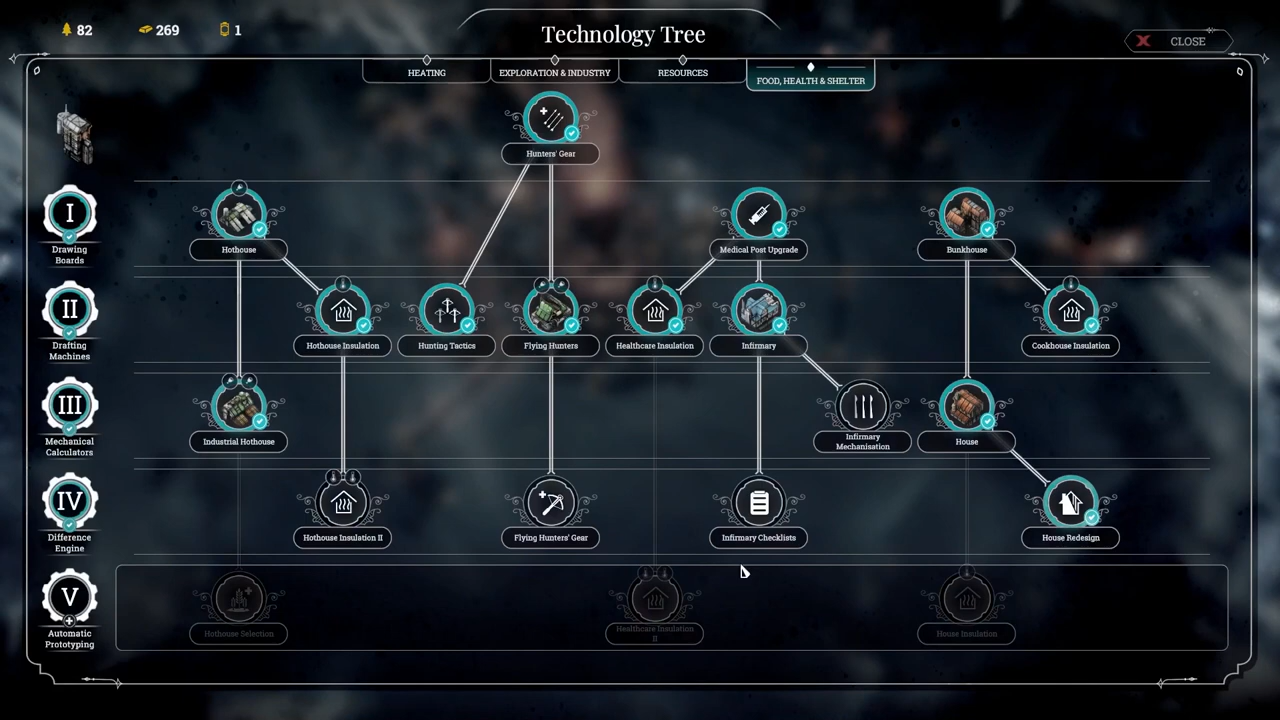 82
269
1
Technology Tree
CLOSE
HEATING
EXPLORATION & INDUSTRY
RESOURCES
FOOD, HEALTH & SHELTER
Hunters' Gear
I
Drawing
Boards
Hothouse
Medical Post Upgrade
Bunkhouse
II
Drafting
Machines
Hothouse Insulation
Hunting Tactics
Flying Hunters
Healthcare Insulation
Infirmary
Cookhouse Insulation
III
Mechanical
Calculators
Industrial Hothouse
Infirmary
Mechanisation
House
IV
Difference
Engine
Hothouse Insulation II
Flying Hunters' Gear
Infirmary Checklists
House Redesign
V
Automatic
Prototyping
Hothouse Selection
Healthcare Insulation
II
House Insulation